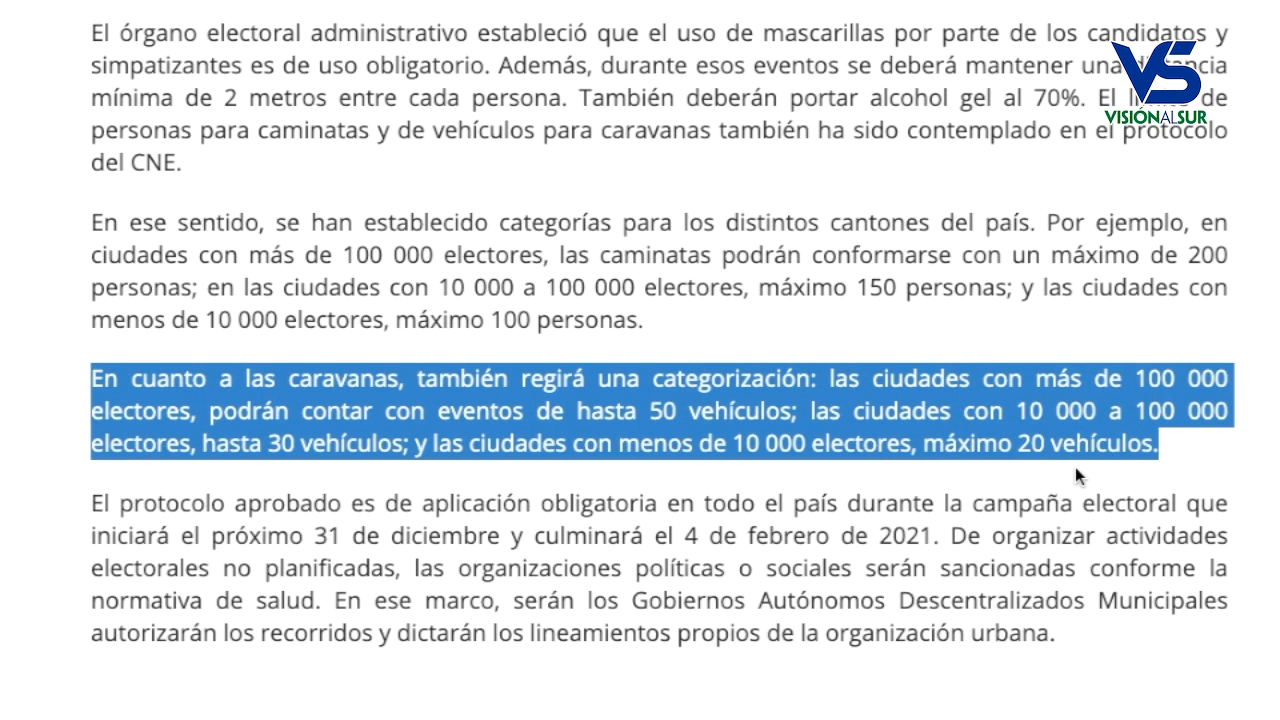 El órgano electoral administrativo estableció que el uso de mascarillas por parte de los candidatos y
simpatizantes es de uso obligatorio. Además, durante esos eventos se deberá mantener una distancia
mínima de 2 metros entre cada persona. También deberán portar alcohol gel al 70%. El límite de
personas para caminatas y de vehículos para caravanas también ha sido contemplado en el protocolo
del CNE.
VS
VISIÓNALSUR
En ese sentido, se han establecido categorías para los distintos cantones del país. Por ejemplo, en
ciudades con más de 100 000 electores, las caminatas podrán conformarse con un máximo de 200
personas; en las ciudades con 10 000 a 100 000 electores, máximo 150 personas; y las ciudades con
menos de 10 000 electores, máximo 100 personas.
En cuanto a las caravanas, también regirá una categorización: las ciudades con más de 100 000
electores, podrán contar con eventos de hasta 50 vehículos; las ciudades con 10 000 a 100 000
electores, hasta 30 vehículos; y las ciudades con menos de 10 000 electores, máximo 20 vehículos.
El protocolo aprobado es de aplicación obligatoria en todo el país durante la campaña electoral que
iniciará el próximo 31 de diciembre y culminará el 4 de febrero de 2021. De organizar actividades
electorales no planificadas, las organizaciones políticas o sociales serán sancionadas conforme la
normativa de salud. En ese marco, serán los Gobiernos Autónomos Descentralizados Municipales
autorizarán los recorridos y dictarán los lineamientos propios de la organización urbana.